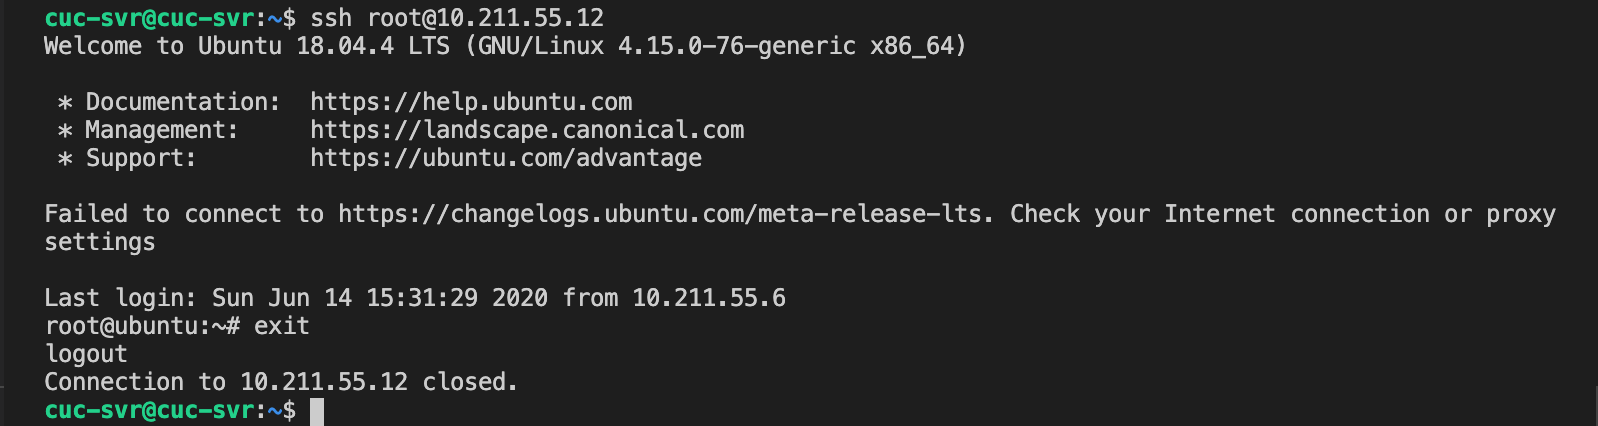 cuc-svr@cuc-svr:~$ ssh root@10.211.55.12
Welcome to Ubuntu 18.04.4 LTS (GNU/Linux 4.15.0-76-generic x86_64)
* Documentation:  https://help.ubuntu.com
* Management:     https://landscape.canonical.com
* Support:        https://ubuntu.com/advantage
Failed to connect to https://changelogs.ubuntu.com/meta-release-lts. Check your Internet connection or proxy
settings
Last login: Sun Jun 14 15:31:29 2020 from 10.211.55.6
root@ubuntu:~# exit
logout
Connection to 10.211.55.12 closed.
cuc-svr@cuc-svr:~$